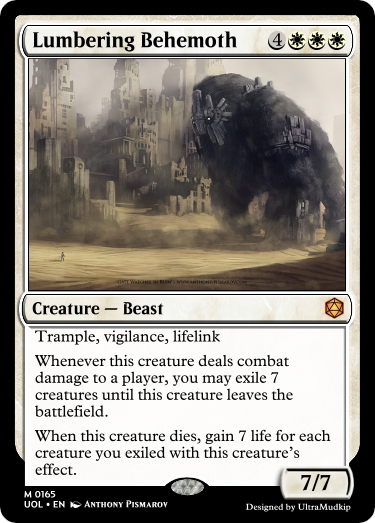 Lumbering Behemoth 4
Creature — Beast
Trample, vigilance, lifelink
Whenever this creature deals combat
damage to a player, you may exile 7
creatures until this creature leaves the
battlefield.
When this creature dies, gain 7 life for each
creature you exiled with this creature's
effect.
7/7
M 0165
UOL • EN Anthony Pismarov
Designed by UltraMudkip